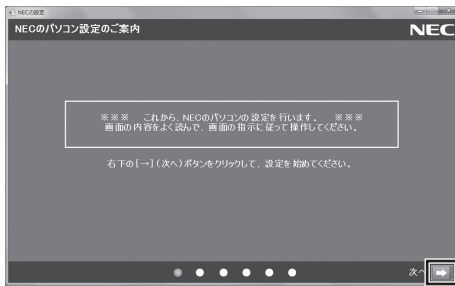 NECの設定
NECのパソコン設定のご案内
NEC
※※※ これから、NECのパソコンの設定を行います。 ※※※
画面の内容をよく読んで、画面の指示に従って操作してください。
右下の[→](次へ)ボタンをクリックして、設定を始めてください。
次へ